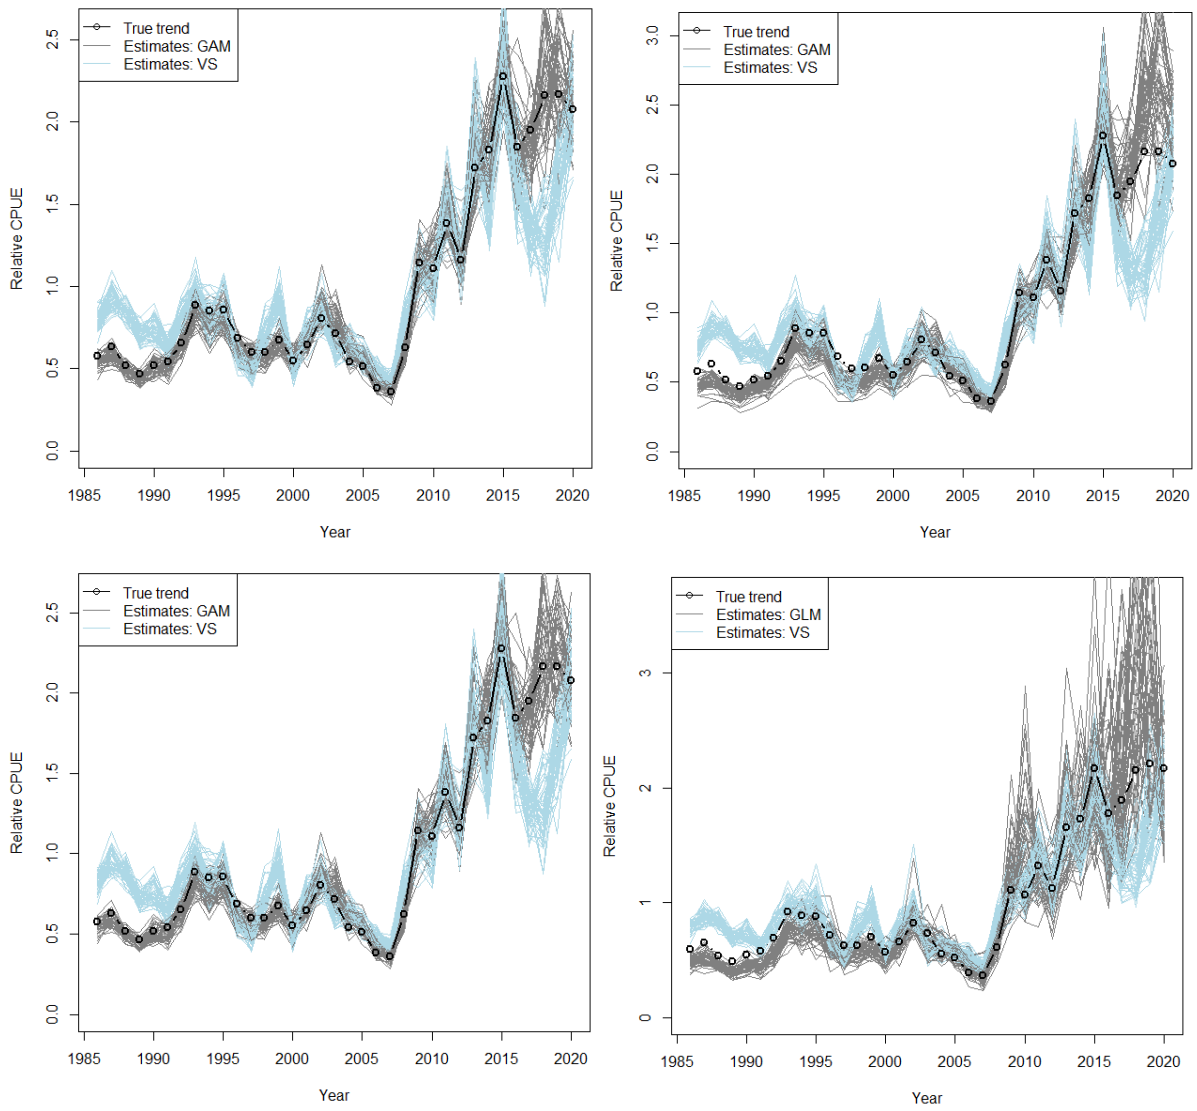 True trend
Estimates: GAM
Estimates: VS
Relative CPUE
0.0 0.5 1.0 1.5 2.0 2.5
1985 1990 1995 2000 2005 2010 2015 2020
Year
True trend
Estimates: GAM
Estimates: VS
Relative CPUE
0.0 0.5 1.0 1.5 2.0 2.5 3.0
1985 1990 1995 2000 2005 2010 2015 2020
Year
True trend
Estimates: GAM
Estimates: VS
Relative CPUE
0.0 0.5 1.0 1.5 2.0 2.5
1985 1990 1995 2000 2005 2010 2015 2020
Year
True trend
Estimates: GLM
Estimates: VS
Relative CPUE
0 1 2 3
1985 1990 1995 2000 2005 2010 2015 2020
Year